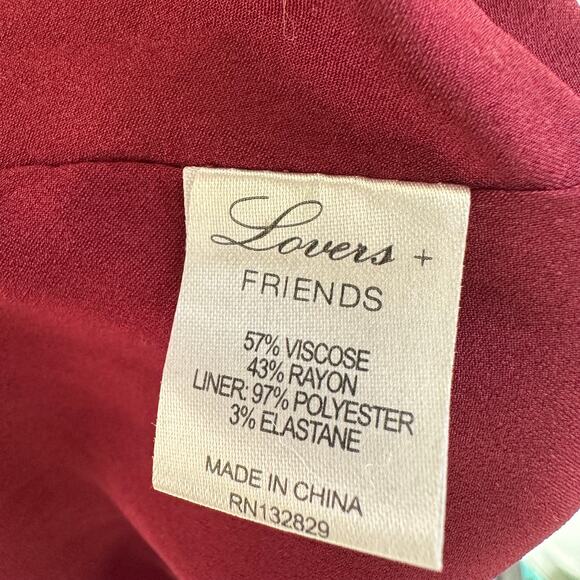 Lovers +
FRIENDS
57% VISCOSE
43% RAYON
LINER: 97% POLYESTER
3% ELASTANE
MADE IN CHINA
RN132829